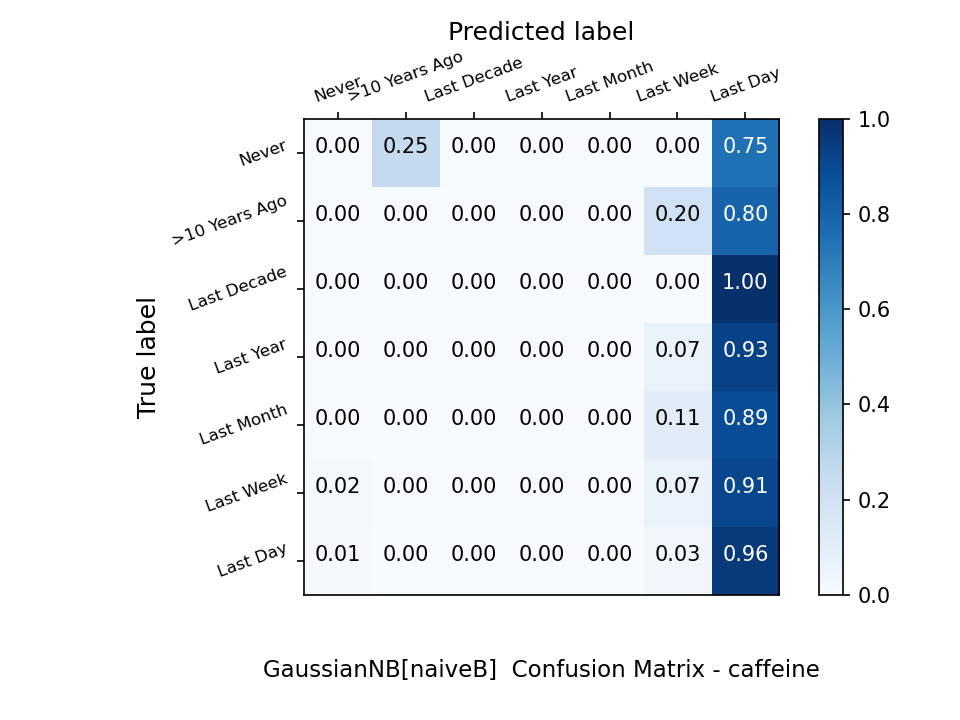 Predicted label
Never >10 Years Ago Last Decade Last Year Last Month Last Week Last Day
Never 0.00 0.25 0.00 0.00 0.00 0.00 0.75
>10 Years Ago 0.00 0.00 0.00 0.00 0.00 0.20 0.80
Last Decade 0.00 0.00 0.00 0.00 0.00 0.00 1.00
Last Year 0.00 0.00 0.00 0.00 0.00 0.07 0.93
Last Month 0.00 0.00 0.00 0.00 0.00 0.11 0.89
Last Week 0.02 0.00 0.00 0.00 0.00 0.07 0.91
Last Day 0.01 0.00 0.00 0.00 0.00 0.03 0.96
True label
1.0
0.8
0.6
0.4
0.2
0.0
GaussianNB[naiveB]  Confusion Matrix - caffeine